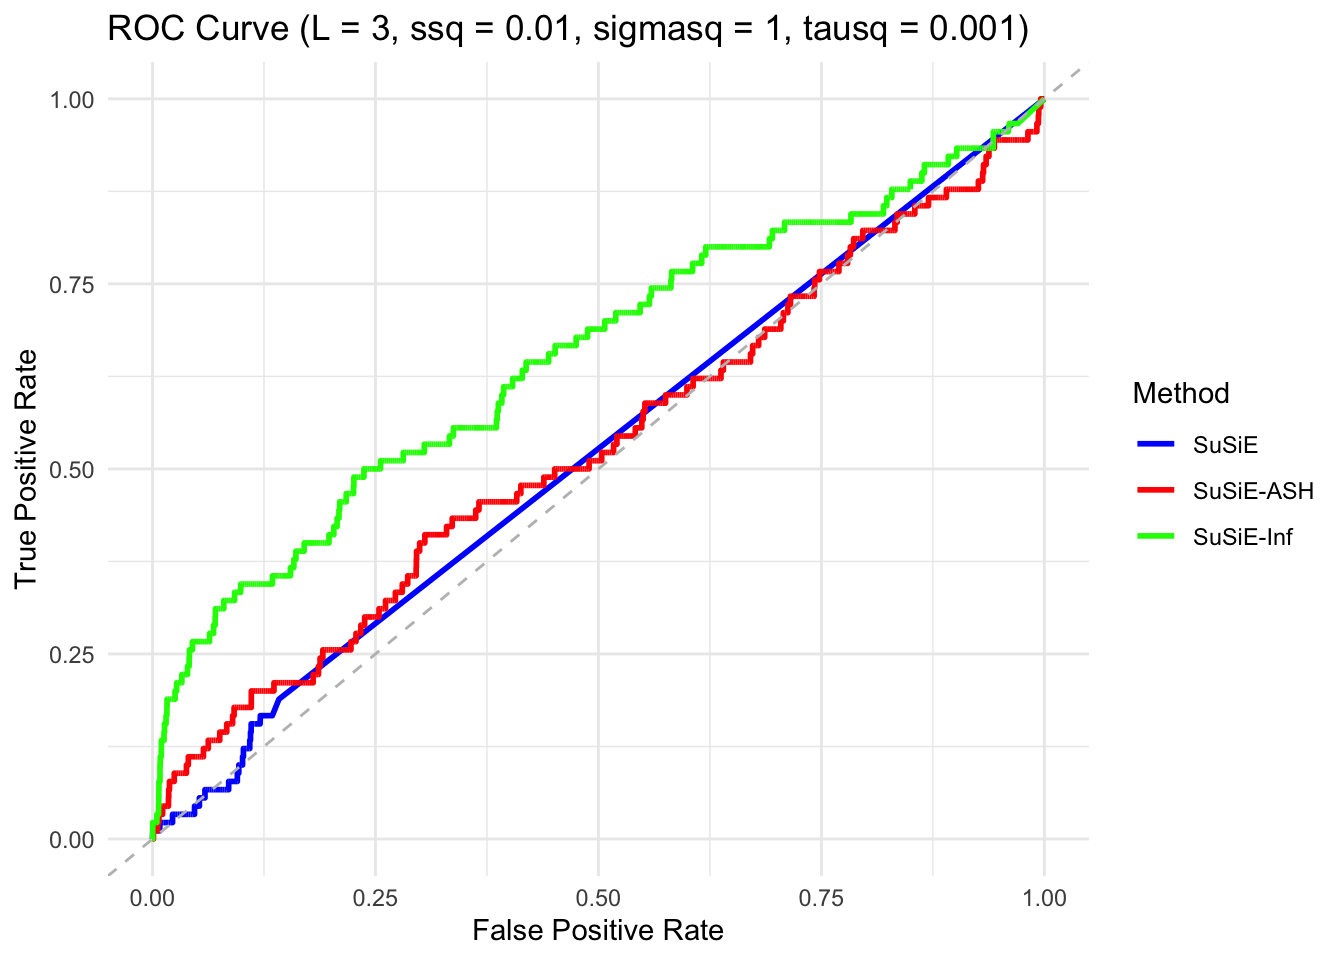 ROC Curve (L = 3, ssq = 0.01, sigmasq = 1, tausq = 0.001)
1.00
0.75
0.50
0.25
0.00
True Positive Rate
0.00 0.25 0.50 0.75 1.00
False Positive Rate
Method
SuSiE
SuSiE-ASH
SuSiE-Inf